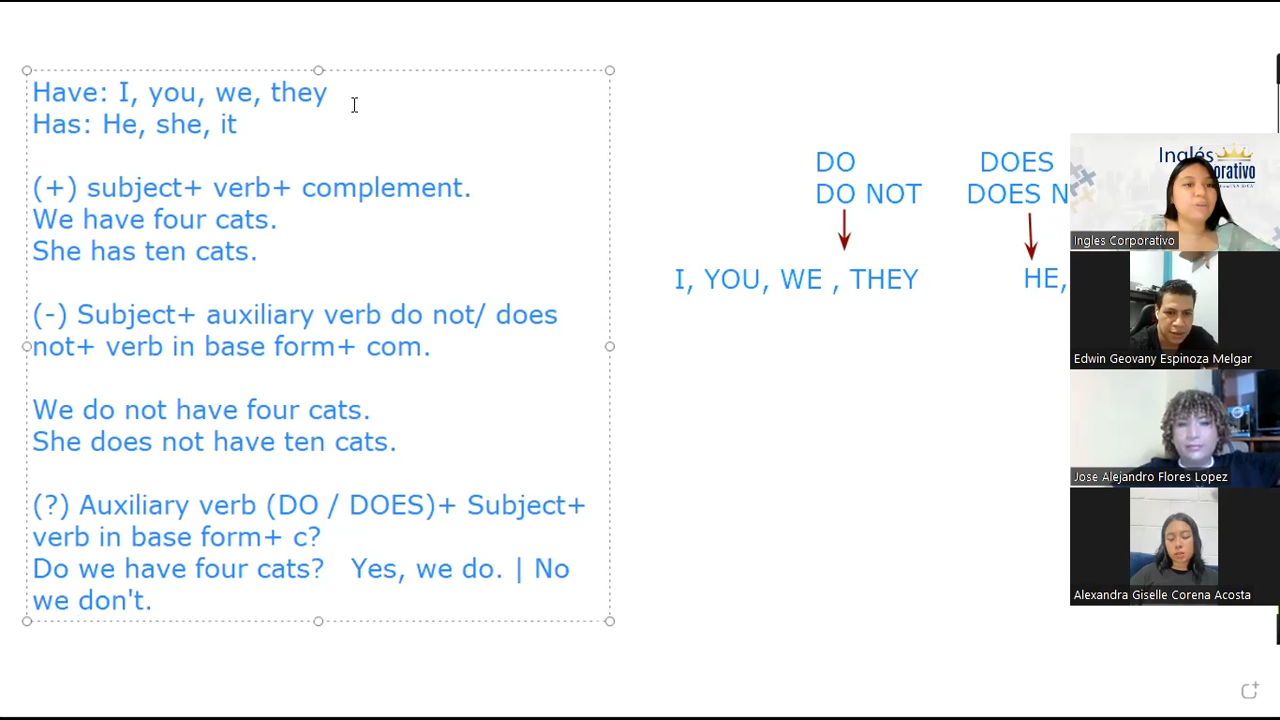 Have: I, you, we, they
Has: He, she, it
(+) subject+ verb+ complement.
We have four cats.
She has ten cats.
(-) Subject+ auxiliary verb do not/ does
not+ verb in base form+ com.
We do not have four cats.
She does not have ten cats.
(?) Auxiliary verb (DO / DOES)+ Subject+
verb in base form+ c?
Do we have four cats?   Yes, we do. | No
we don't.
DO
DOES
DO NOT
DOES N
I, YOU, WE , THEY
HE,
Inglés
Ingles Corporativo
Edwin Geovany Espinoza Melgar
Jose Alejandro Flores Lopez
Alexandra Giselle Corena Acosta